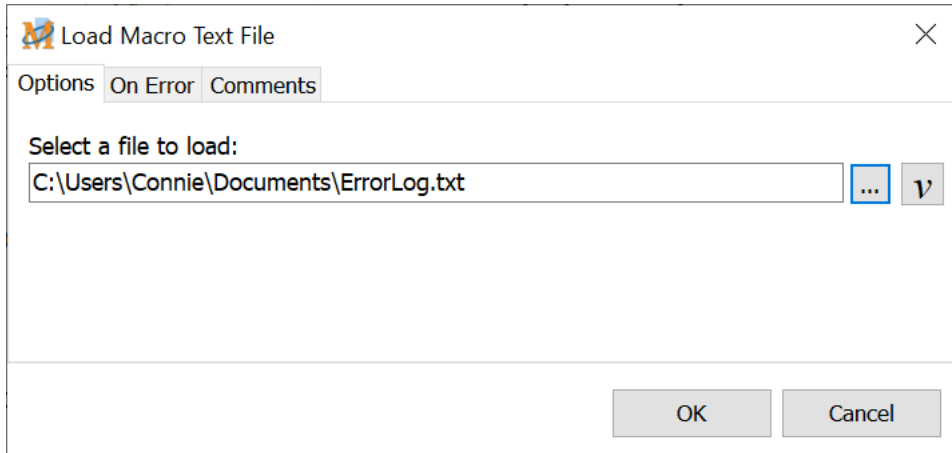 Load Macro Text File
Options On Error Comments
Select a file to load:
C:\Users\Connie\Documents\ErrorLog.txt
... v
OK Cancel